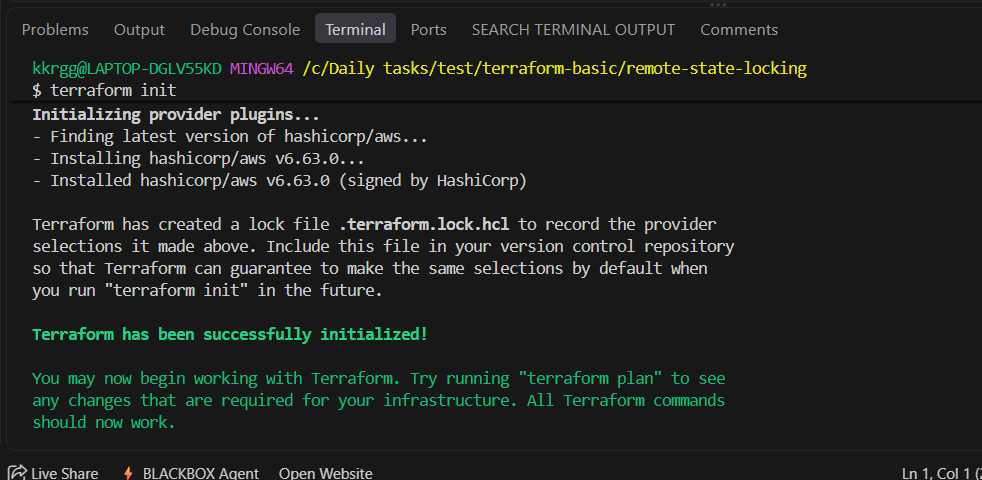 Problems Output Debug Console Terminal Ports SEARCH TERMINAL OUTPUT Comments
kkrgg@LAPTOP-DGLV55KD MINGW64 /c/Daily tasks/test/terraform-basic/remote-state-locking
$ terraform init
Initializing provider plugins...
- Finding latest version of hashicorp/aws...
- Installing hashicorp/aws v6.63.0...
- Installed hashicorp/aws v6.63.0 (signed by HashiCorp)
Terraform has created a lock file .terraform.lock.hcl to record the provider
selections it made above. Include this file in your version control repository
so that Terraform can guarantee to make the same selections by default when
you run "terraform init" in the future.
Terraform has been successfully initialized!
You may now begin working with Terraform. Try running "terraform plan" to see
any changes that are required for your infrastructure. All Terraform commands
should now work.
Live Share BLACKBOX Agent Open Website Ln 1, Col 1